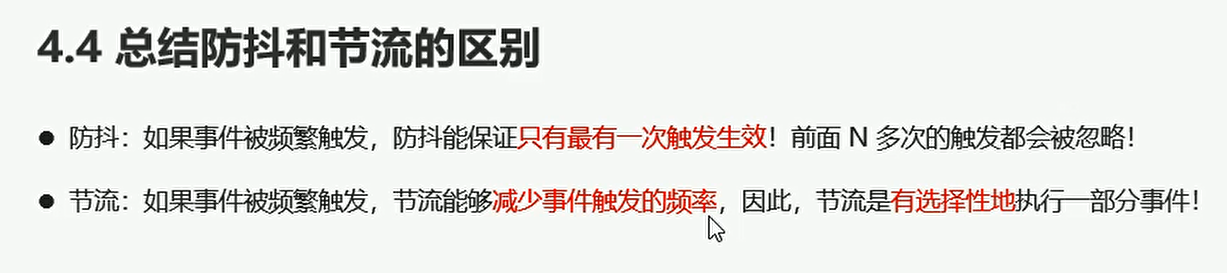 4.4 总结防抖和节流的区别
● 防抖：如果事件被频繁触发，防抖能保证只有最有一次触发生效！前面 N 多次的触发都会被忽略！
● 节流：如果事件被频繁触发，节流能够减少事件触发的频率，因此，节流是有选择性地执行一部分事件！